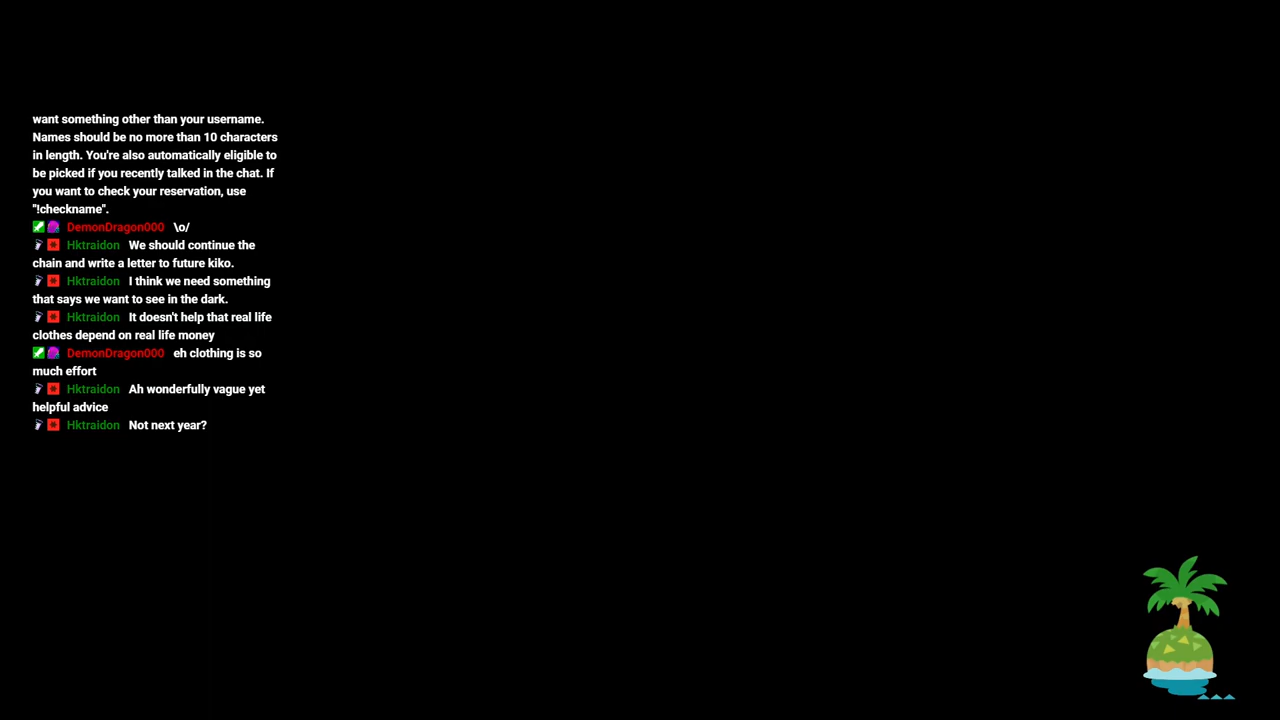 want something other than your username.
Names should be no more than 10 characters
in length. You're also automatically eligible to
be picked if you recently talked in the chat. If
you want to check your reservation, use
"!checkname".
DemonDragon000 \o/
Hktraidon We should continue the
chain and write a letter to future kiko.
Hktraidon I think we need something
that says we want to see in the dark.
Hktraidon It doesn't help that real life
clothes depend on real life money
DemonDragon000 eh clothing is so
much effort
Hktraidon Ah wonderfully vague yet
helpful advice
Hktraidon Not next year?